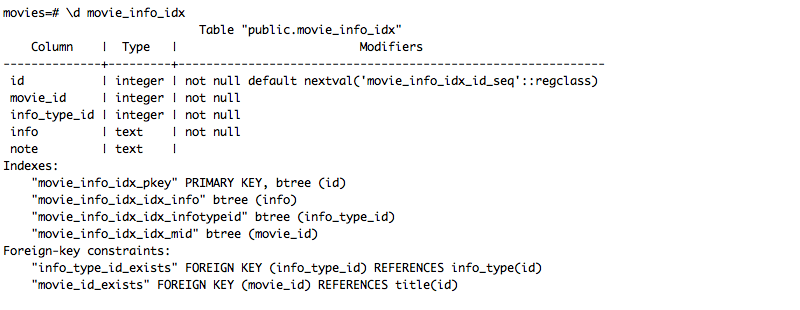 movies=# \d movie_info_idx
Table "public.movie_info_idx"
Column | Type | Modifiers
--------------+---------+-------------------------------------------------------------
id | integer | not null default nextval('movie_info_idx_id_seq'::regclass)
movie_id | integer | not null
info_type_id | integer | not null
info | text | not null
note | text |
Indexes:
"movie_info_idx_pkey" PRIMARY KEY, btree (id)
"movie_info_idx_idx_info" btree (info)
"movie_info_idx_idx_infotypeid" btree (info_type_id)
"movie_info_idx_idx_mid" btree (movie_id)
Foreign-key constraints:
"info_type_id_exists" FOREIGN KEY (info_type_id) REFERENCES info_type(id)
"movie_id_exists" FOREIGN KEY (movie_id) REFERENCES title(id)